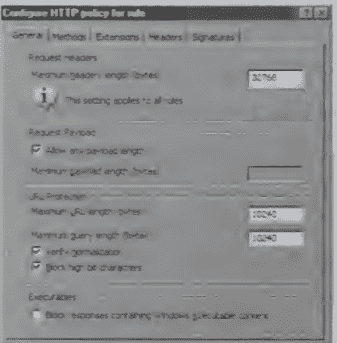 Configure HTTP policy for rule
General Methods Extensions Headers Signatures
Request Headers
Maximum headers length (bytes):
32768
This setting applies to all rules
Request Payload
Allow any payload length
Maximum payload length (bytes):
URL Protection
Maximum URL length (bytes):
10240
Maximum query length (bytes):
10240
Verify normalization
Block high bit characters
Executables
Block responses containing Windows executable content